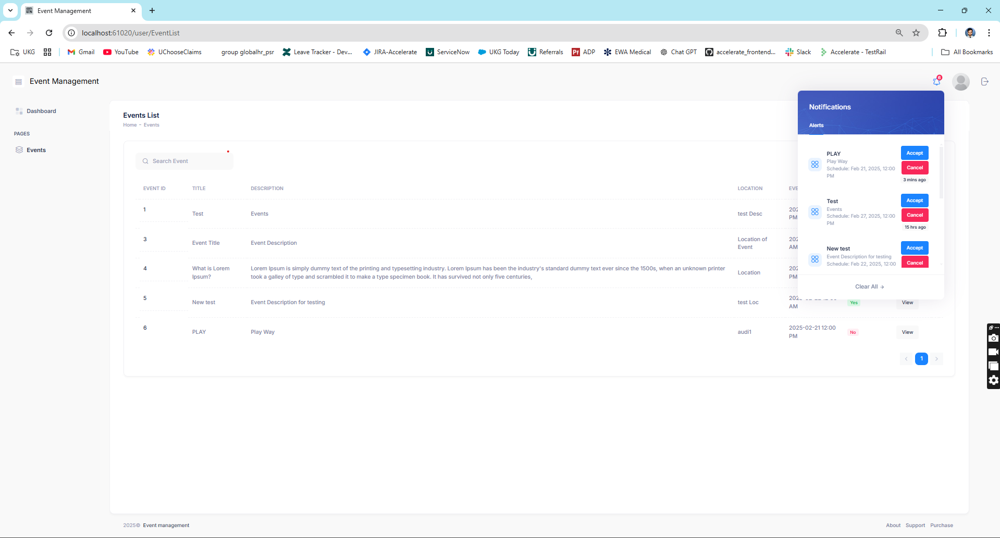 Event Management
localhost:61020/user/EventList
UKG
Gmail
YouTube
UChooseClaims
group globalhr_psr
Leave Tracker - Dev...
JIRA-Accelerate
ServiceNow
UKG Today
Referrals
Pf ADP
EWA Medical
Chat GPT
accelerate_frontend...
Slack
Accelerate - TestRail
All Bookmarks
Event Management
6
Dashboard
PAGES
Events
Events List
Home - Events
Search Event
EVENT ID TITLE DESCRIPTION LOCATION EVE
1 Test Events test Desc 202
PM
3 Event Title Event Description Location of Event 202
AM
4 What is Lorem Ipsum? Lorem Ipsum is simply dummy text of the printing and typesetting industry. Lorem Ipsum has been the industry's standard dummy text ever since the 1500s, when an unknown printer
took a galley of type and scrambled it to make a type specimen book. It has survived not only five centuries,
Location 202
PM
5 New test Event Description for testing test Loc
AM Yes View
6 PLAY Play Way audi1 2025-02-21 12:00
PM No View
1
Notifications
Alerts
PLAY
Play Way
Schedule: Feb 21, 2025, 12:00
PM
Accept
Cancel
3 mins ago
Test
Events
Schedule: Feb 27, 2025, 12:00
PM
Accept
Cancel
15 hrs ago
New test
Event Description for testing
Schedule: Feb 22, 2025, 12:00
Accept
Cancel
Clear All →
2025© Event management
About Support Purchase